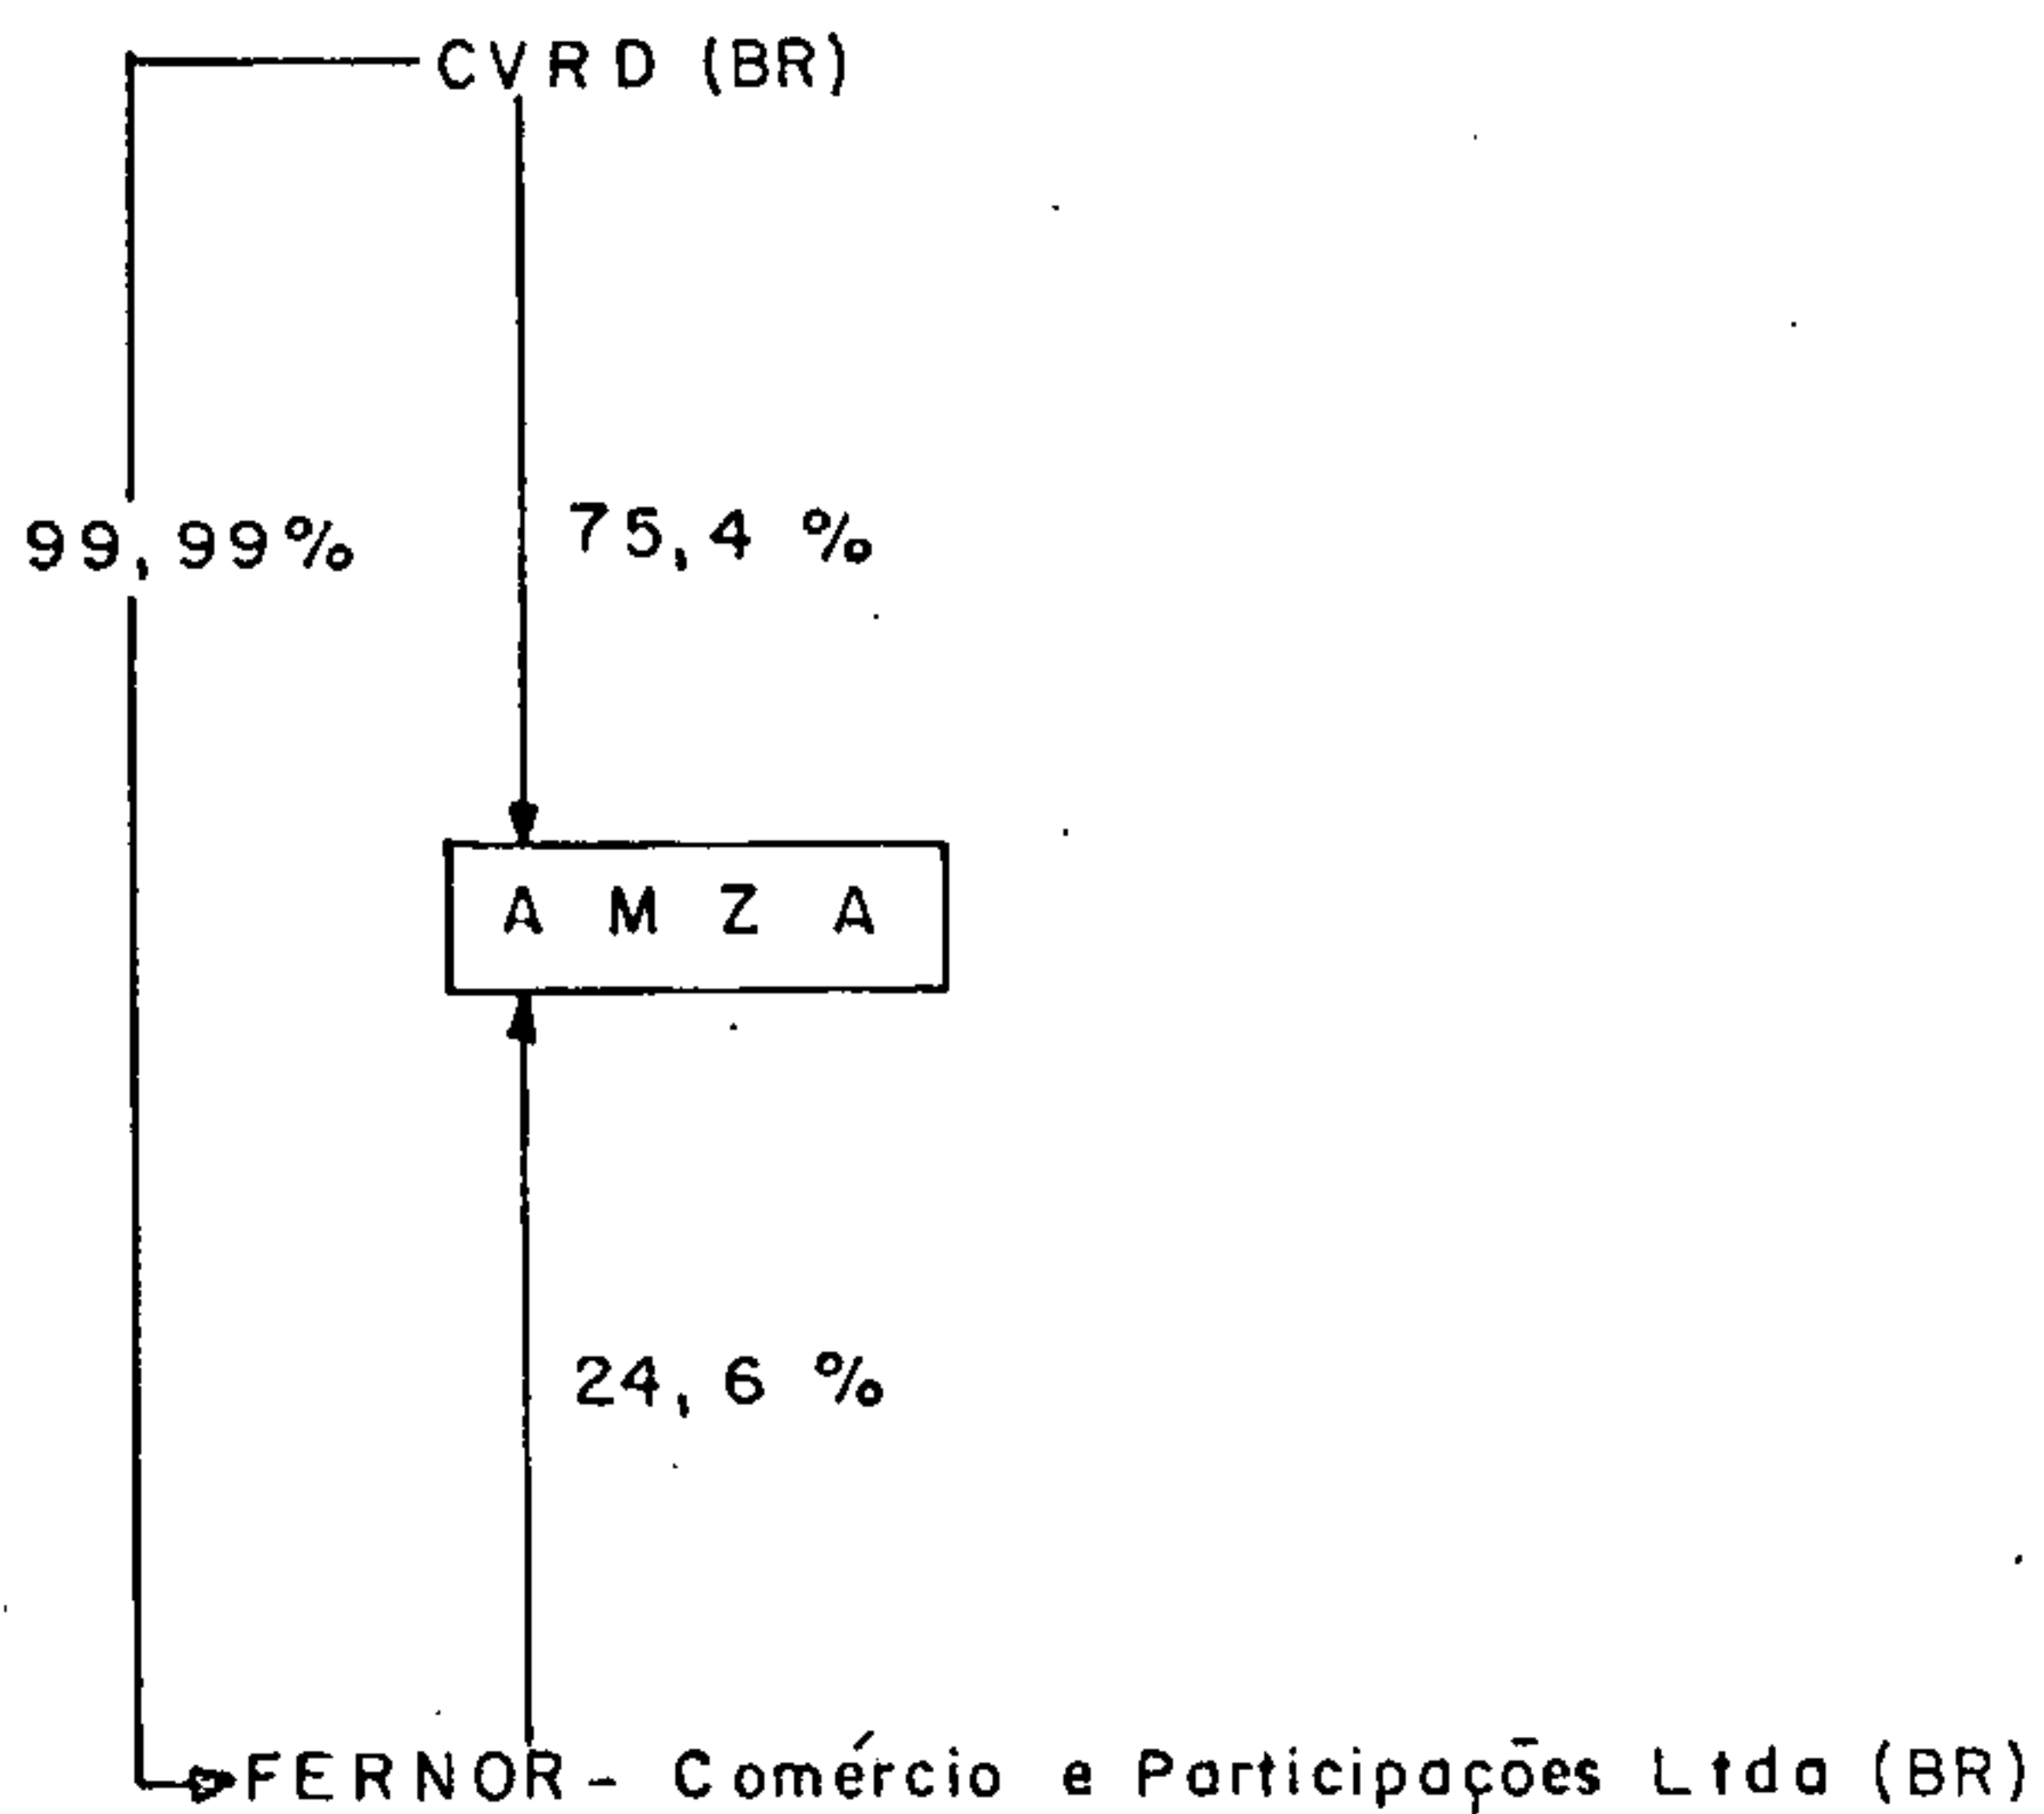 CVRD (BR)
99,99%
75,4 %
AMZA
24,6 %
FERNOR- Comércio e Participações Ltda (BR)